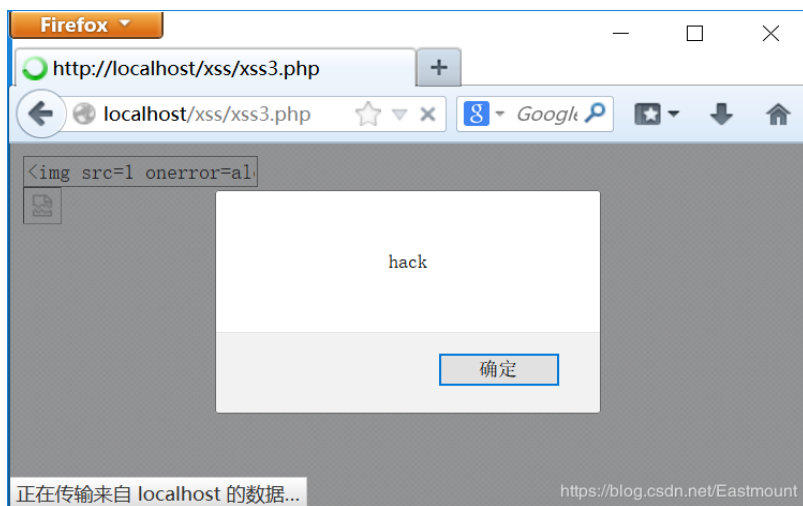 Firefox
http://localhost/xss/xss3.php
localhost/xss/xss3.php
8
Google
<img src=1 onerror=al
hack
确定
正在传输来自 localhost 的数据...
https://blog.csdn.net/Eastmount